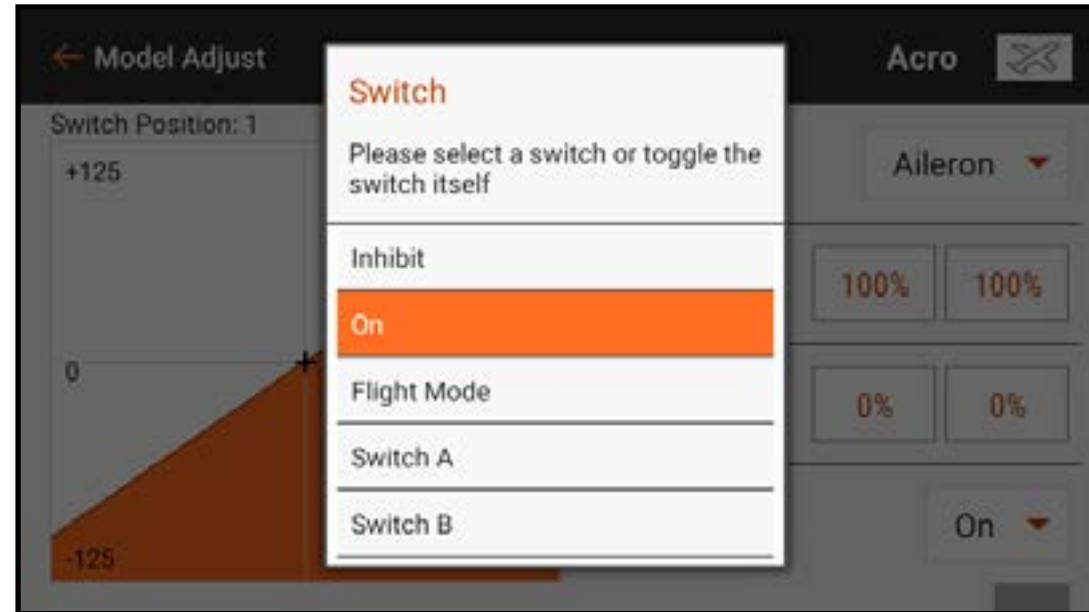 ← Model Adjust
Acro
Switch Position: 1
+125
0
-125
Switch
Please select a switch or toggle the
switch itself
Inhibit
On
Flight Mode
Switch A
Switch B
Aileron
100% 100%
0% 0%
On